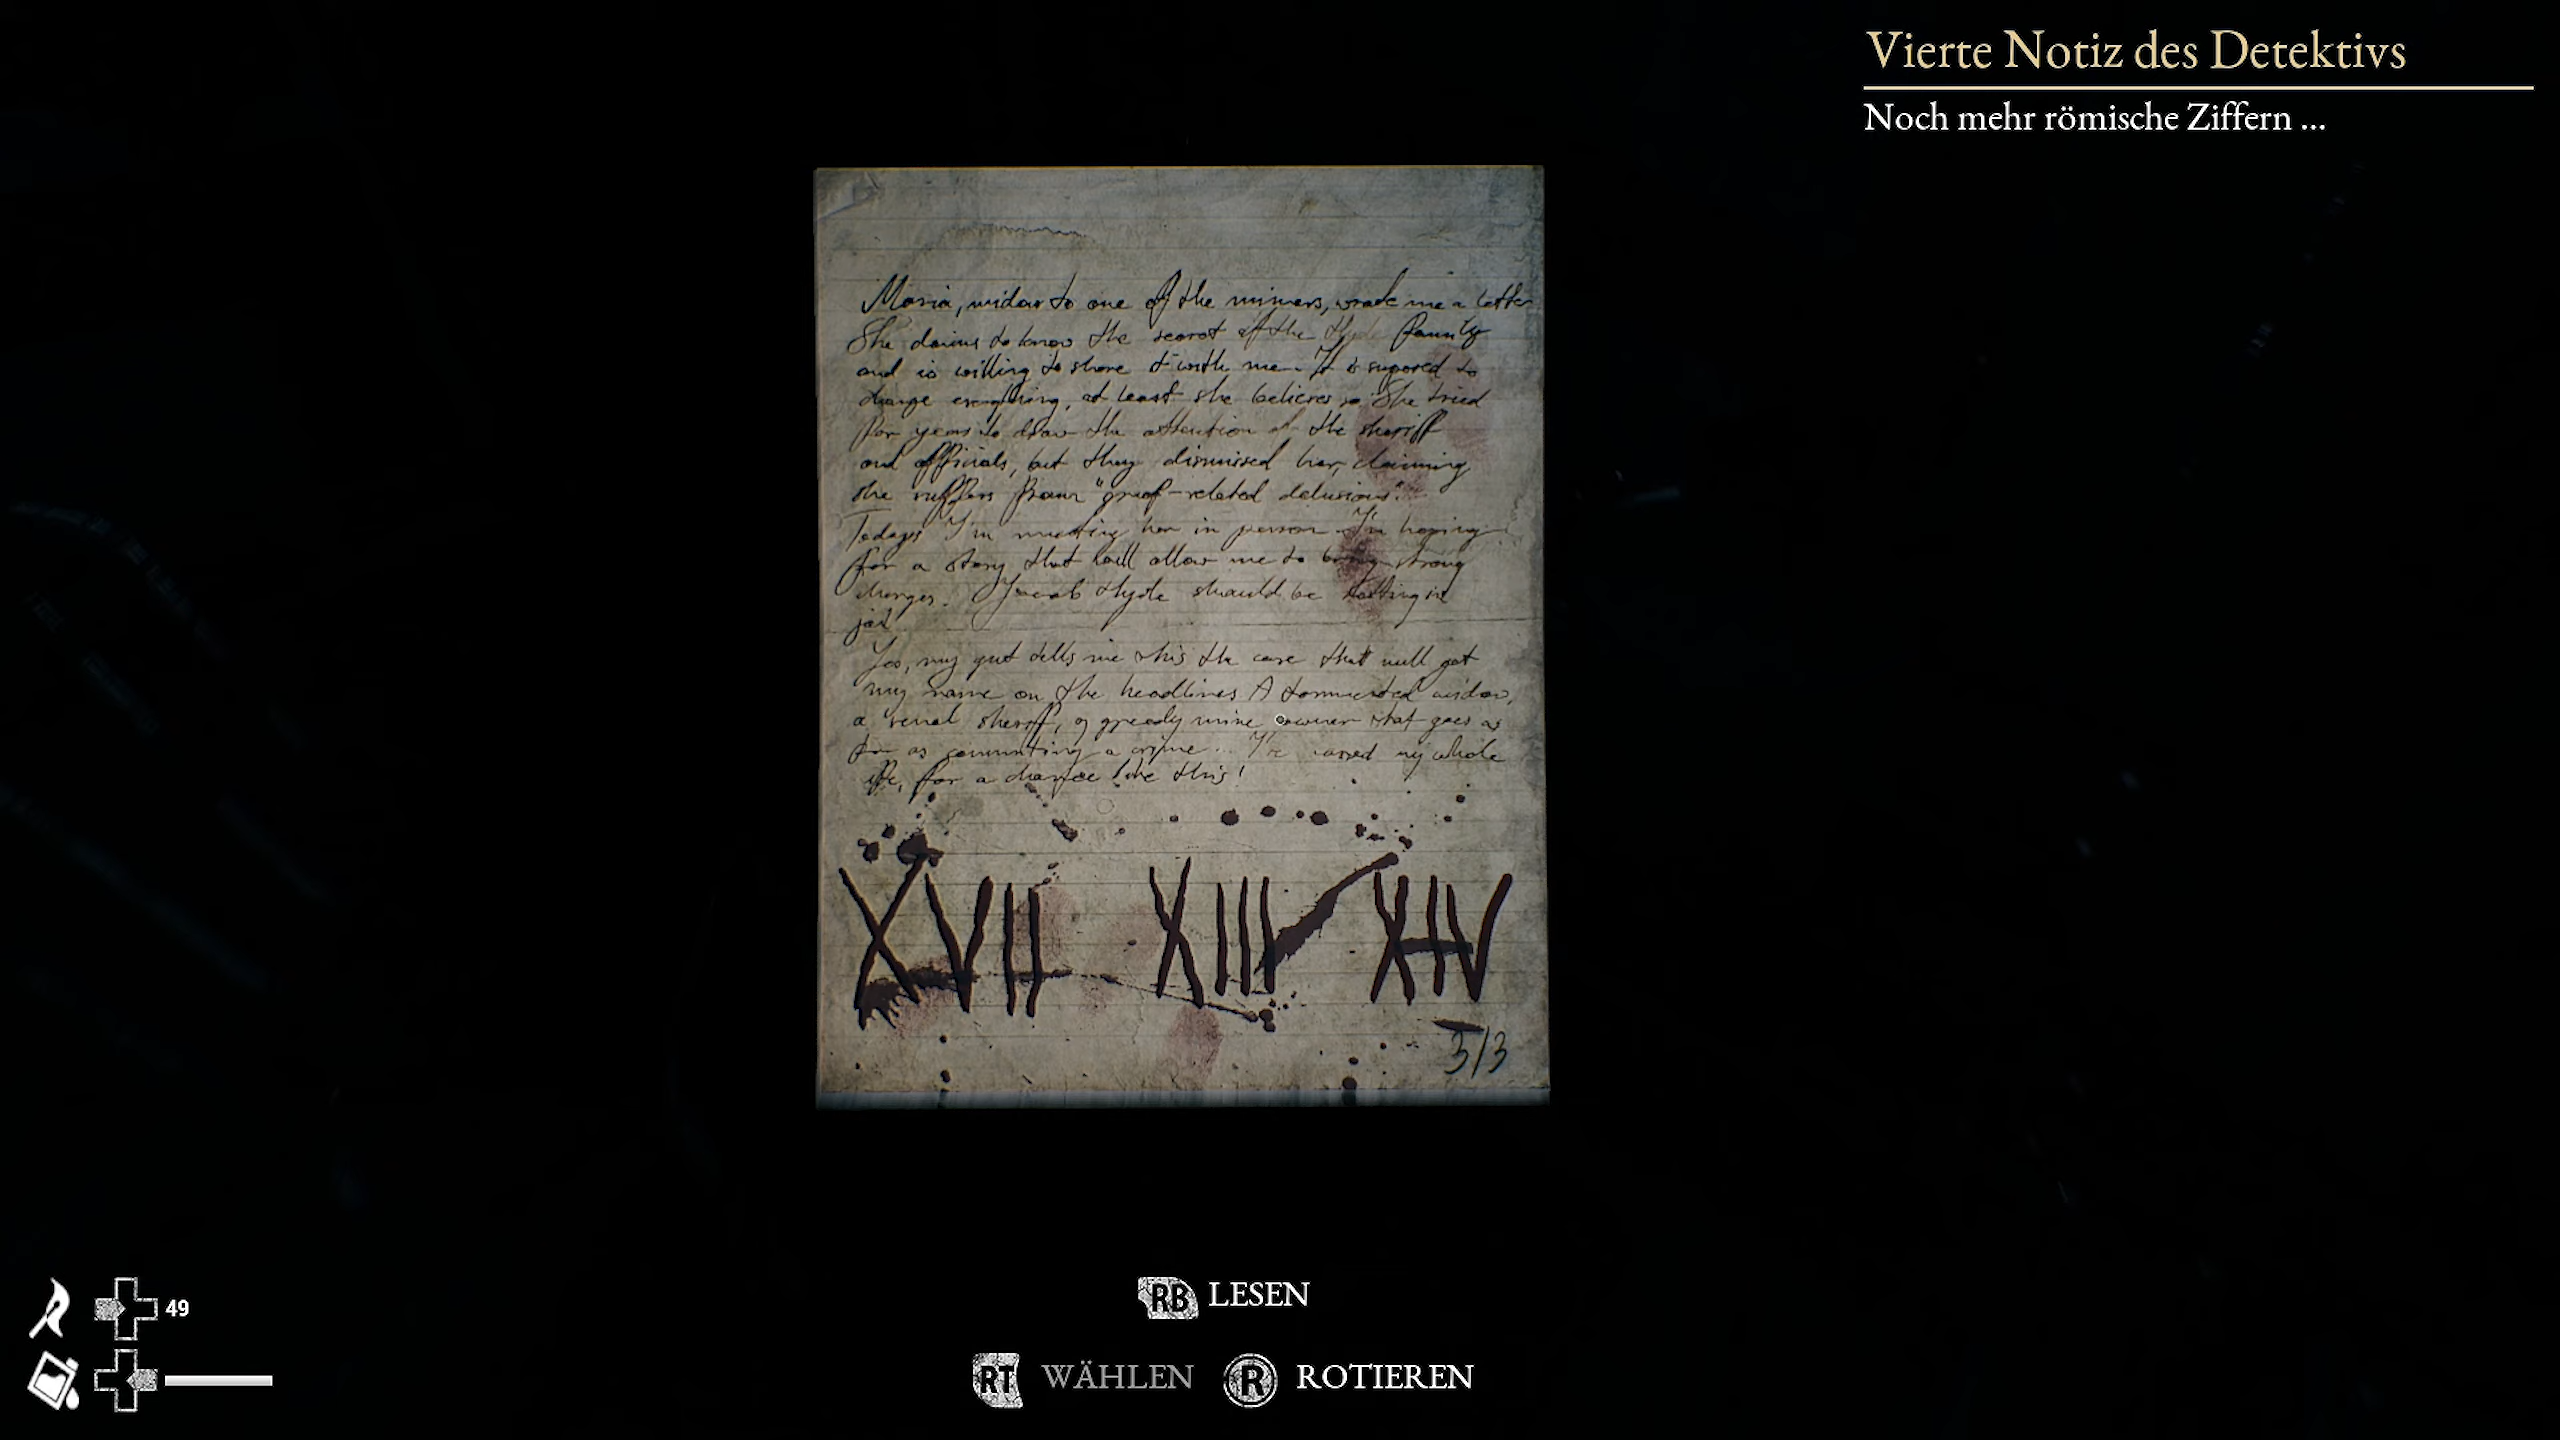 Vierte Notiz des Detektivs
Noch mehr römische Ziffern ...
Maria, widow to one of the miners, wrote me a letter
She claims to know the secret of the Hyde family
and is willing to share it with me. It is supposed to
change everything, at least she believes so. She tried
for years to draw the attention of the sheriff
and officials, but they dismissed her, claiming
she suffers from "grief-related delusions".
Today I'm meeting her in person. I'm hoping
for a story that will allow me to bring strong
charges. Jacob Hyde should be rotting in
jail
Yes, my gut tells me this the case that will get
my name on the headlines A tormented widow,
a venal sheriff, a greedy mine owner that goes as
far as committing a crime... I've my whole
life, for a chance like this!
XVII XIII XIV
3/3
49
RB LESEN
RT WÄHLEN R ROTIEREN